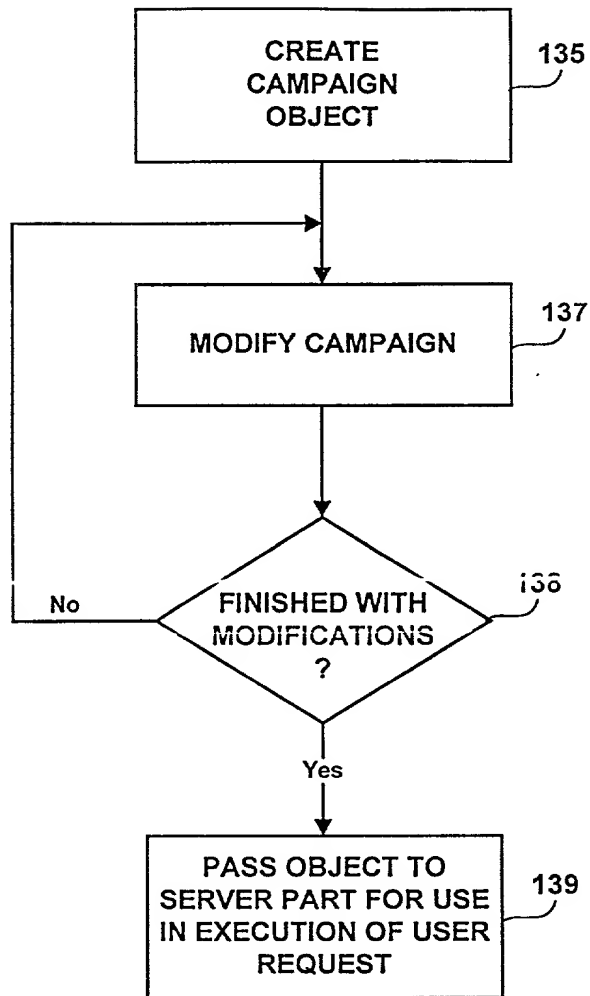 CREATE
CAMPAIGN
OBJECT
135
MODIFY CAMPAIGN
137
FINISHED WITH
MODIFICATIONS
?
138
No
Yes
PASS OBJECT TO
SERVER PART FOR USE
IN EXECUTION OF USER
REQUEST
139